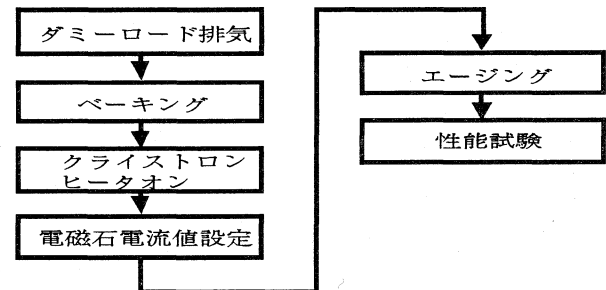 ダミーロード排気
ベーキング
クライストロン
ヒータオン
電磁石電流値設定
エージング
性能試験